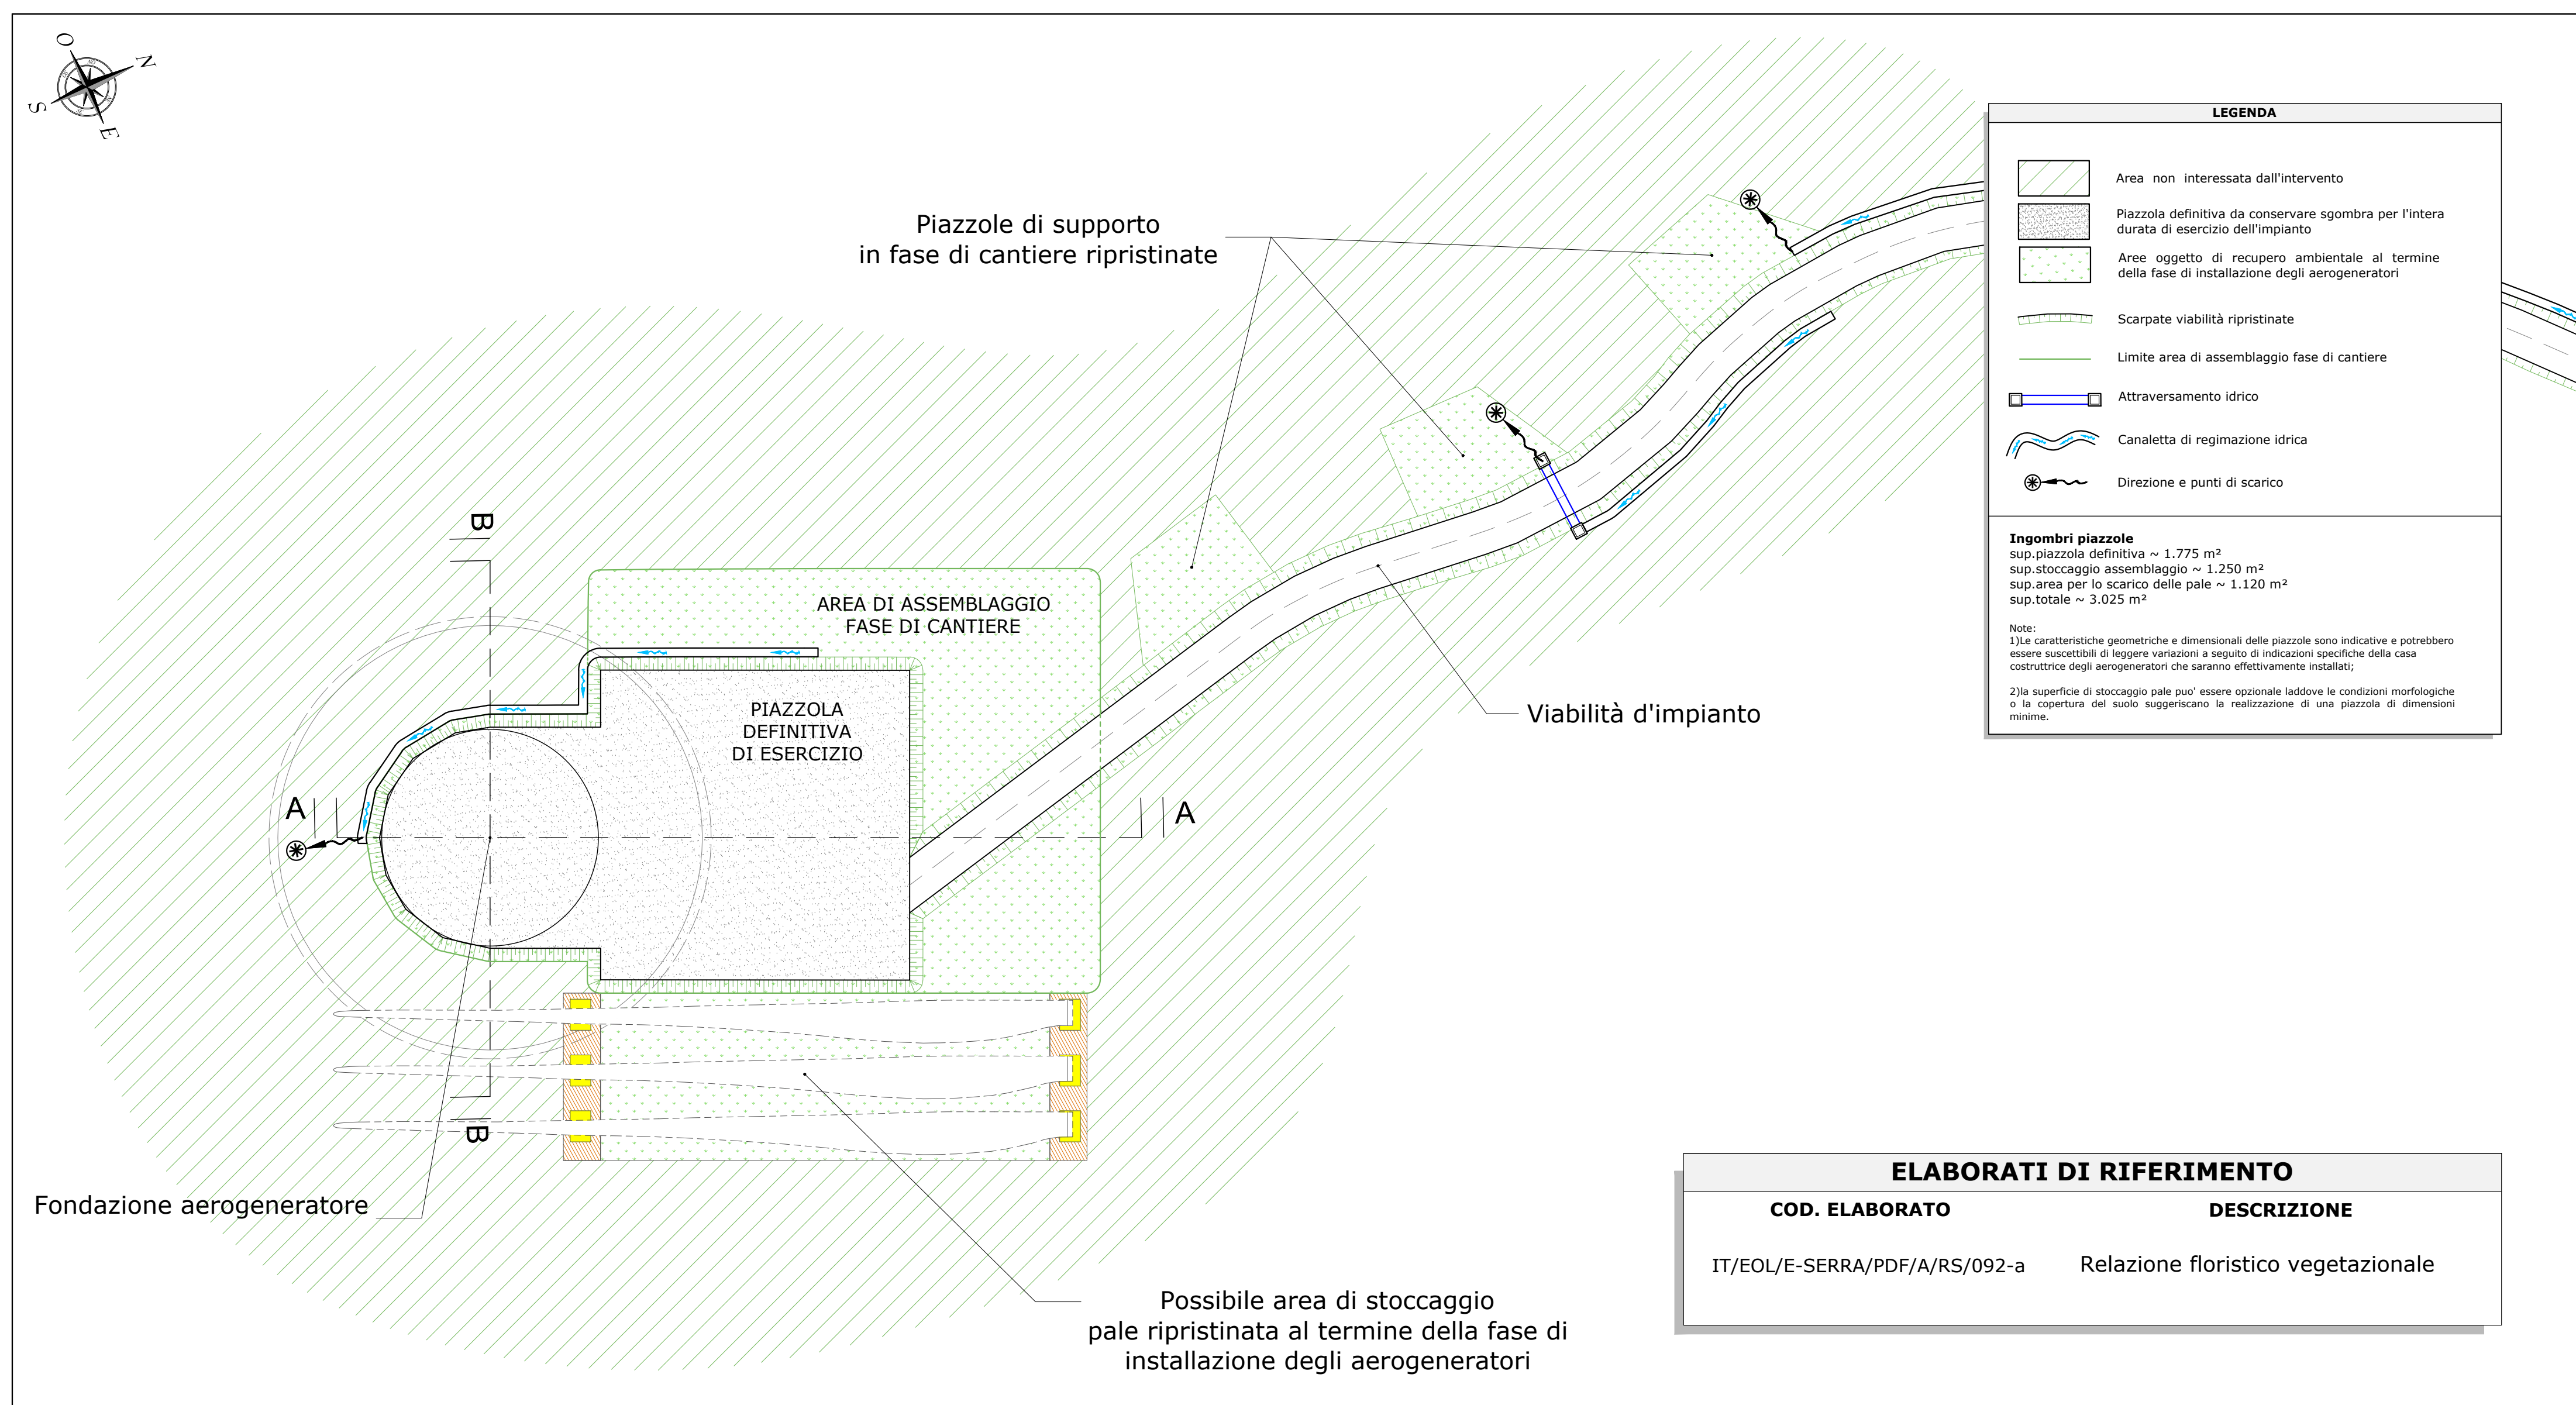 O
N
S
E
Piazzole di supporto
in fase di cantiere ripristinate
B
AREA DI ASSEMBLAGGIO
FASE DI CANTIERE
PIAZZOLA
DEFINITIVA
DI ESERCIZIO
A
A
Viabilità d'impianto
B
Fondazione aerogeneratore
Possibile area di stoccaggio
pale ripristinata al termine della fase di
installazione degli aerogeneratori
LEGENDA
Area non interessata dall'intervento
Piazzola definitiva da conservare sgombra per l'intera
durata di esercizio dell'impianto
Aree oggetto di recupero ambientale al termine
della fase di installazione degli aerogeneratori
Scarpate viabilità ripristinate
Limite area di assemblaggio fase di cantiere
Attraversamento idrico
Canaletta di regimazione idrica
Direzione e punti di scarico
Ingombri piazzole
sup.piazzola definitiva ~ 1.775 m²
sup.stoccaggio assemblaggio ~ 1.250 m²
sup.area per lo scarico delle pale ~ 1.120 m²
sup.totale ~ 3.025 m²
Note:
1)Le caratteristiche geometriche e dimensionali delle piazzole sono indicative e potrebbero
essere suscettibili di leggere variazioni a seguito di indicazioni specifiche della casa
costruttrice degli aerogeneratori che saranno effettivamente installati;
2)la superficie di stoccaggio pale puo' essere opzionale laddove le condizioni morfologiche
o la copertura del suolo suggeriscano la realizzazione di una piazzola di dimensioni
minime.
ELABORATI DI RIFERIMENTO
COD. ELABORATO DESCRIZIONE
IT/EOL/E-SERRA/PDF/A/RS/092-a Relazione floristico vegetazionale